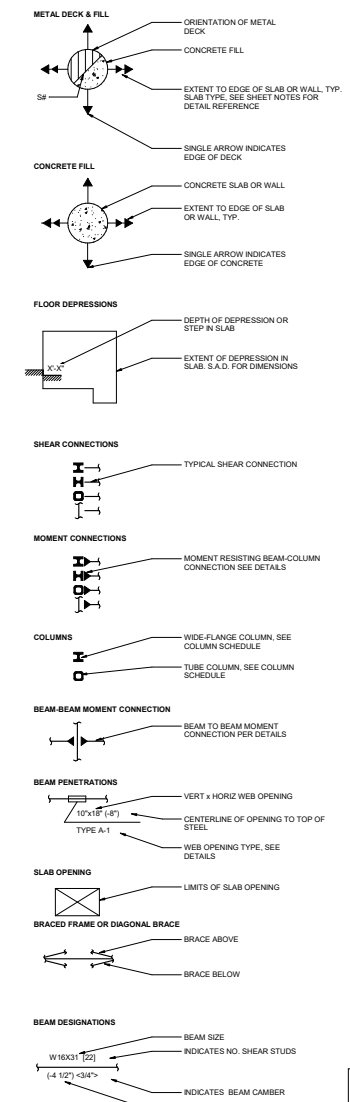 METAL DECK & FILL
ORIENTATION OF METAL
DECK
CONCRETE FILL
EXTENT TO EDGE OF SLAB OR WALL, TYP.
SLAB TYPE, SEE SHEET NOTES FOR
DETAIL REFERENCE
S#
SINGLE ARROW INDICATES
EDGE OF DECK
CONCRETE FILL
CONCRETE SLAB OR WALL
EXTENT TO EDGE OF SLAB
OR WALL, TYP.
SINGLE ARROW INDICATES
EDGE OF CONCRETE
FLOOR DEPRESSIONS
DEPTH OF DEPRESSION OR
STEP IN SLAB
X'-X"
EXTENT OF DEPRESSION IN
SLAB. S.A.D. FOR DIMENSIONS
SHEAR CONNECTIONS
TYPICAL SHEAR CONNECTION
MOMENT CONNECTIONS
MOMENT RESISTING BEAM-COLUMN
CONNECTION SEE DETAILS
COLUMNS
WIDE-FLANGE COLUMN, SEE
COLUMN SCHEDULE
TUBE COLUMN, SEE COLUMN
SCHEDULE
BEAM-BEAM MOMENT CONNECTION
BEAM TO BEAM MOMENT
CONNECTION PER DETAILS
BEAM PENETRATIONS
VERT x HORIZ WEB OPENING
10"x18" (-8")
CENTERLINE OF OPENING TO TOP OF
STEEL
TYPE A-1
WEB OPENING TYPE, SEE
DETAILS
SLAB OPENING
LIMITS OF SLAB OPENING
BRACED FRAME OR DIAGONAL BRACE
BRACE ABOVE
BRACE BELOW
BEAM DESIGNATIONS
BEAM SIZE
W16X31 [22]
INDICATES NO. SHEAR STUDS
(-4 1/2") <3/4">
INDICATES BEAM CAMBER